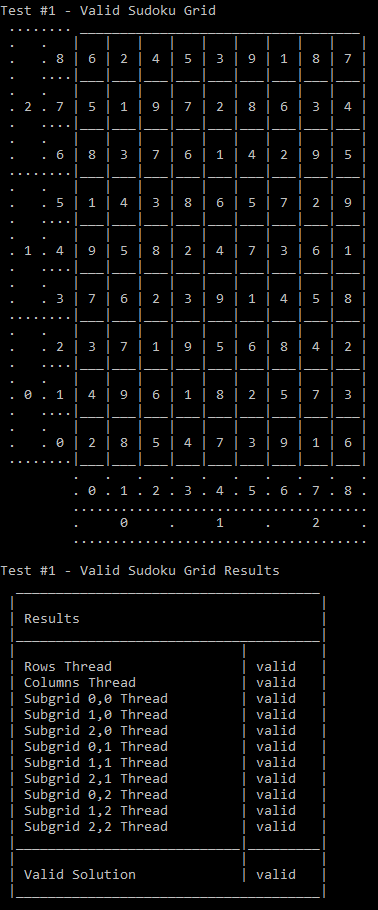 Test #1 - Valid Sudoku Grid
8 | 6 | 2 | 4 | 5 | 3 | 9 | 1 | 8 | 7
2 . 7 | 5 | 1 | 9 | 7 | 2 | 8 | 6 | 3 | 4
6 | 8 | 3 | 7 | 6 | 1 | 4 | 2 | 9 | 5
5 | 1 | 4 | 3 | 8 | 6 | 5 | 7 | 2 | 9
1 . 4 | 9 | 5 | 8 | 2 | 4 | 7 | 3 | 6 | 1
3 | 7 | 6 | 2 | 3 | 9 | 1 | 4 | 5 | 8
2 | 3 | 7 | 1 | 9 | 5 | 6 | 8 | 4 | 2
0 . 1 | 4 | 9 | 6 | 1 | 8 | 2 | 5 | 7 | 3
0 | 2 | 8 | 5 | 4 | 7 | 3 | 9 | 1 | 6
. 0 . 1 . 2 . 3 . 4 . 5 . 6 . 7 . 8 .
. 0 . 1 . 2 .
Test #1 - Valid Sudoku Grid Results
Results
Rows Thread | valid
Columns Thread | valid
Subgrid 0,0 Thread | valid
Subgrid 1,0 Thread | valid
Subgrid 2,0 Thread | valid
Subgrid 0,1 Thread | valid
Subgrid 1,1 Thread | valid
Subgrid 2,1 Thread | valid
Subgrid 0,2 Thread | valid
Subgrid 1,2 Thread | valid
Subgrid 2,2 Thread | valid
Valid Solution | valid